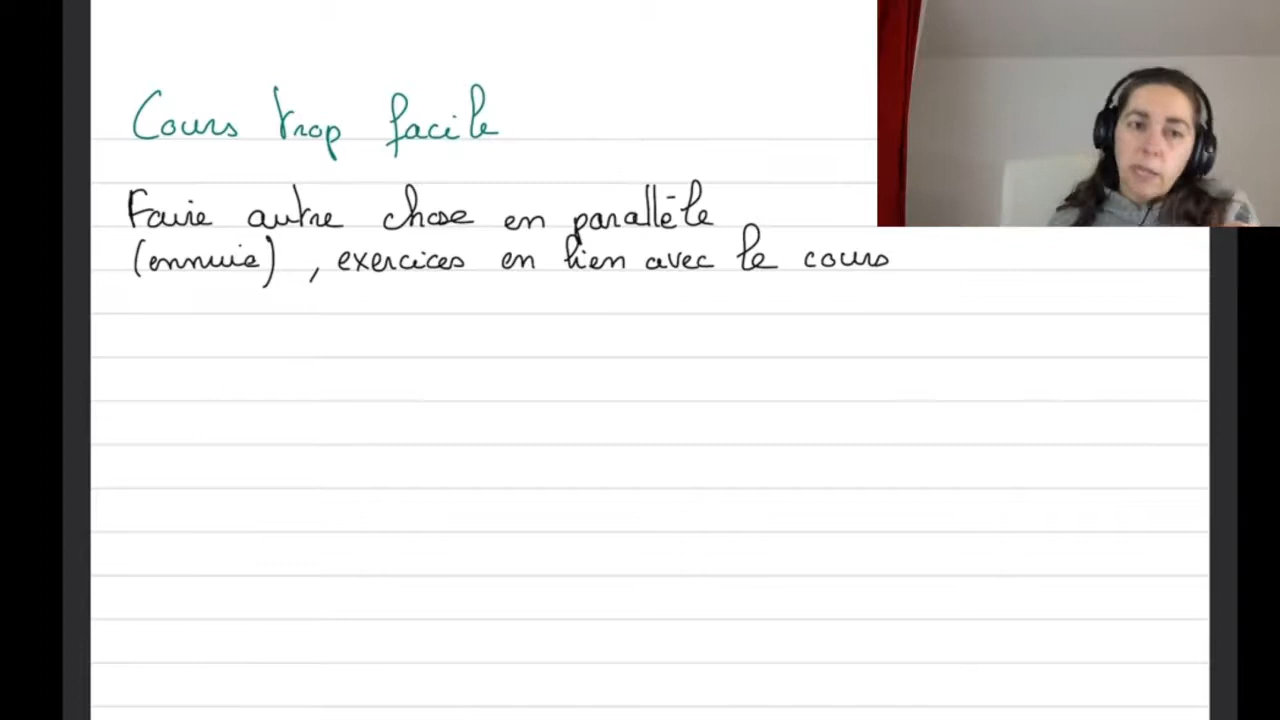 Cours trop facile
Faire autre chose en parallèle
(ennuie), exercices en lien avec le cours